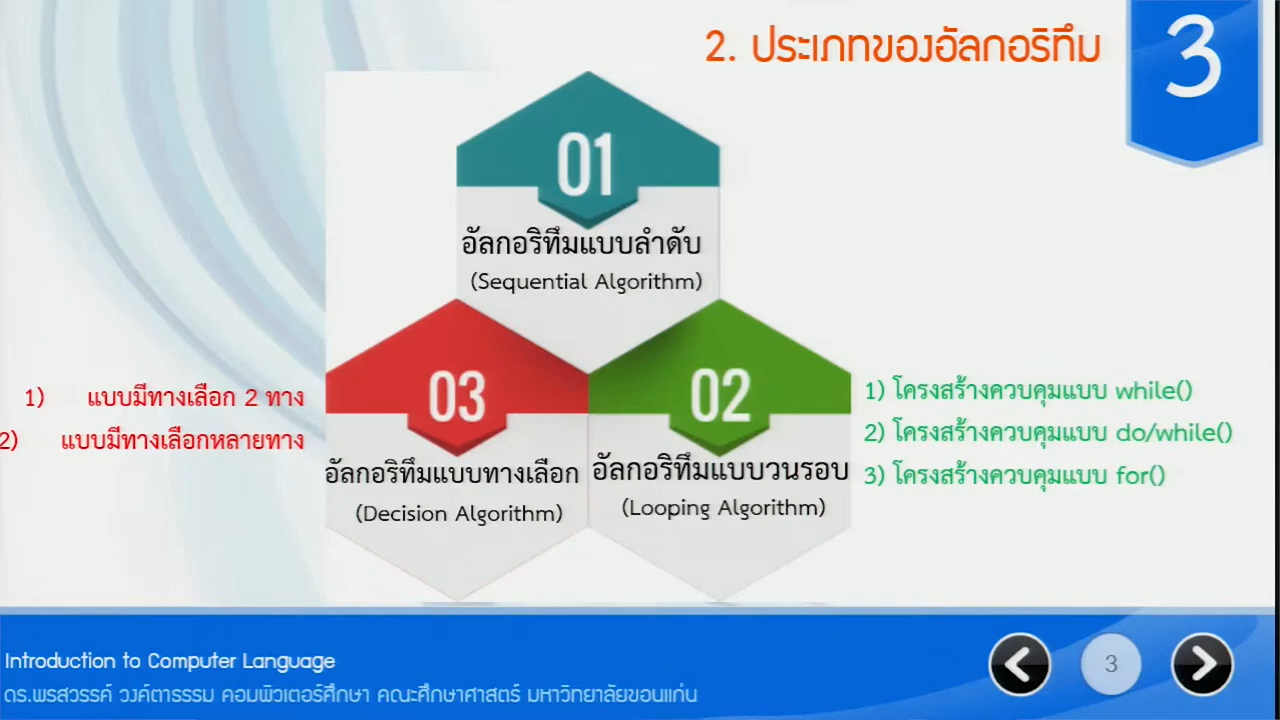 2. ประเภทของอัลกอริทึม
3
01
อัลกอริทึมแบบลำดับ
(Sequential Algorithm)
03
อัลกอริทึมแบบทางเลือก
(Decision Algorithm)
1) แบบมีทางเลือก 2 ทาง
2) แบบมีทางเลือกหลายทาง
02
อัลกอริทึมแบบวนรอบ
(Looping Algorithm)
1) โครงสร้างควบคุมแบบ while()
2) โครงสร้างควบคุมแบบ do/while()
3) โครงสร้างควบคุมแบบ for()
Introduction to Computer Language
ดร.พรสวรรค์ วงค์ตาธรรม คอมพิวเตอร์ศึกษา คณะศึกษาศาสตร์ มหาวิทยาลัยขอนแก่น
3